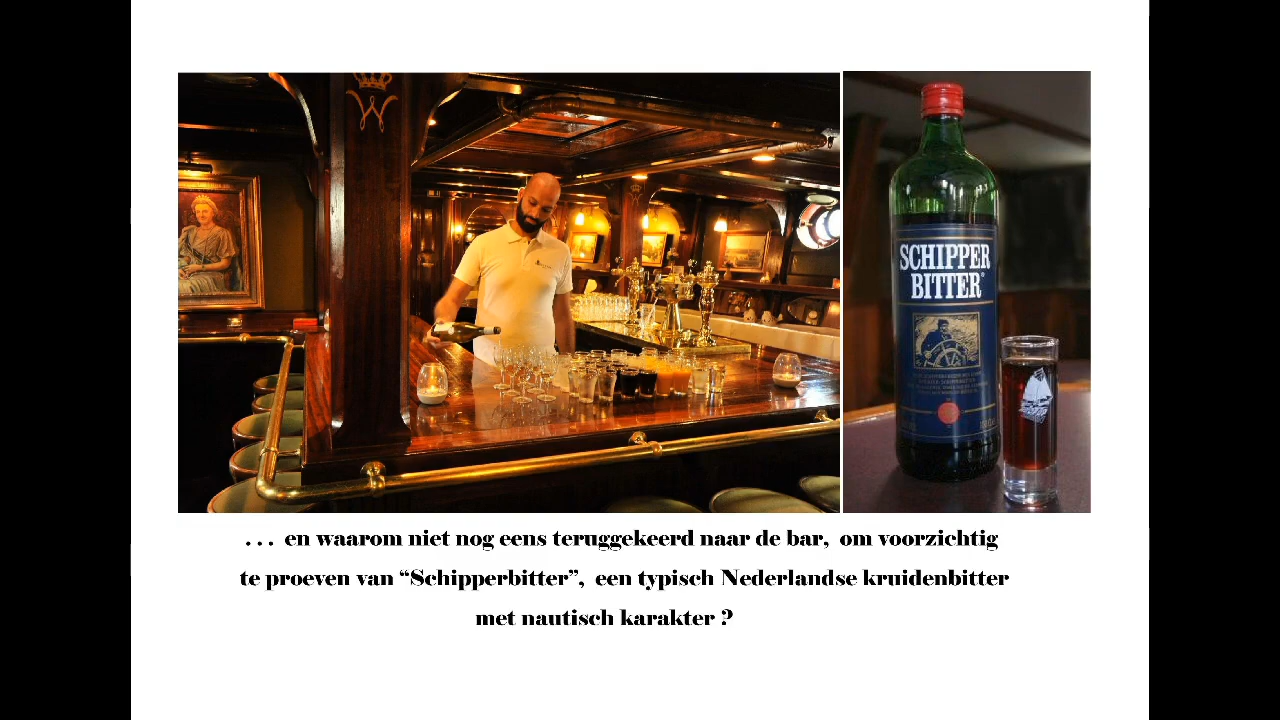 W
SCHIPPER
BITTER®
. . . en waarom niet nog eens teruggekeerd naar de bar, om voorzichtig
te proeven van “Schipperbitter”, een typisch Nederlandse kruidenbitter
met nautisch karakter ?